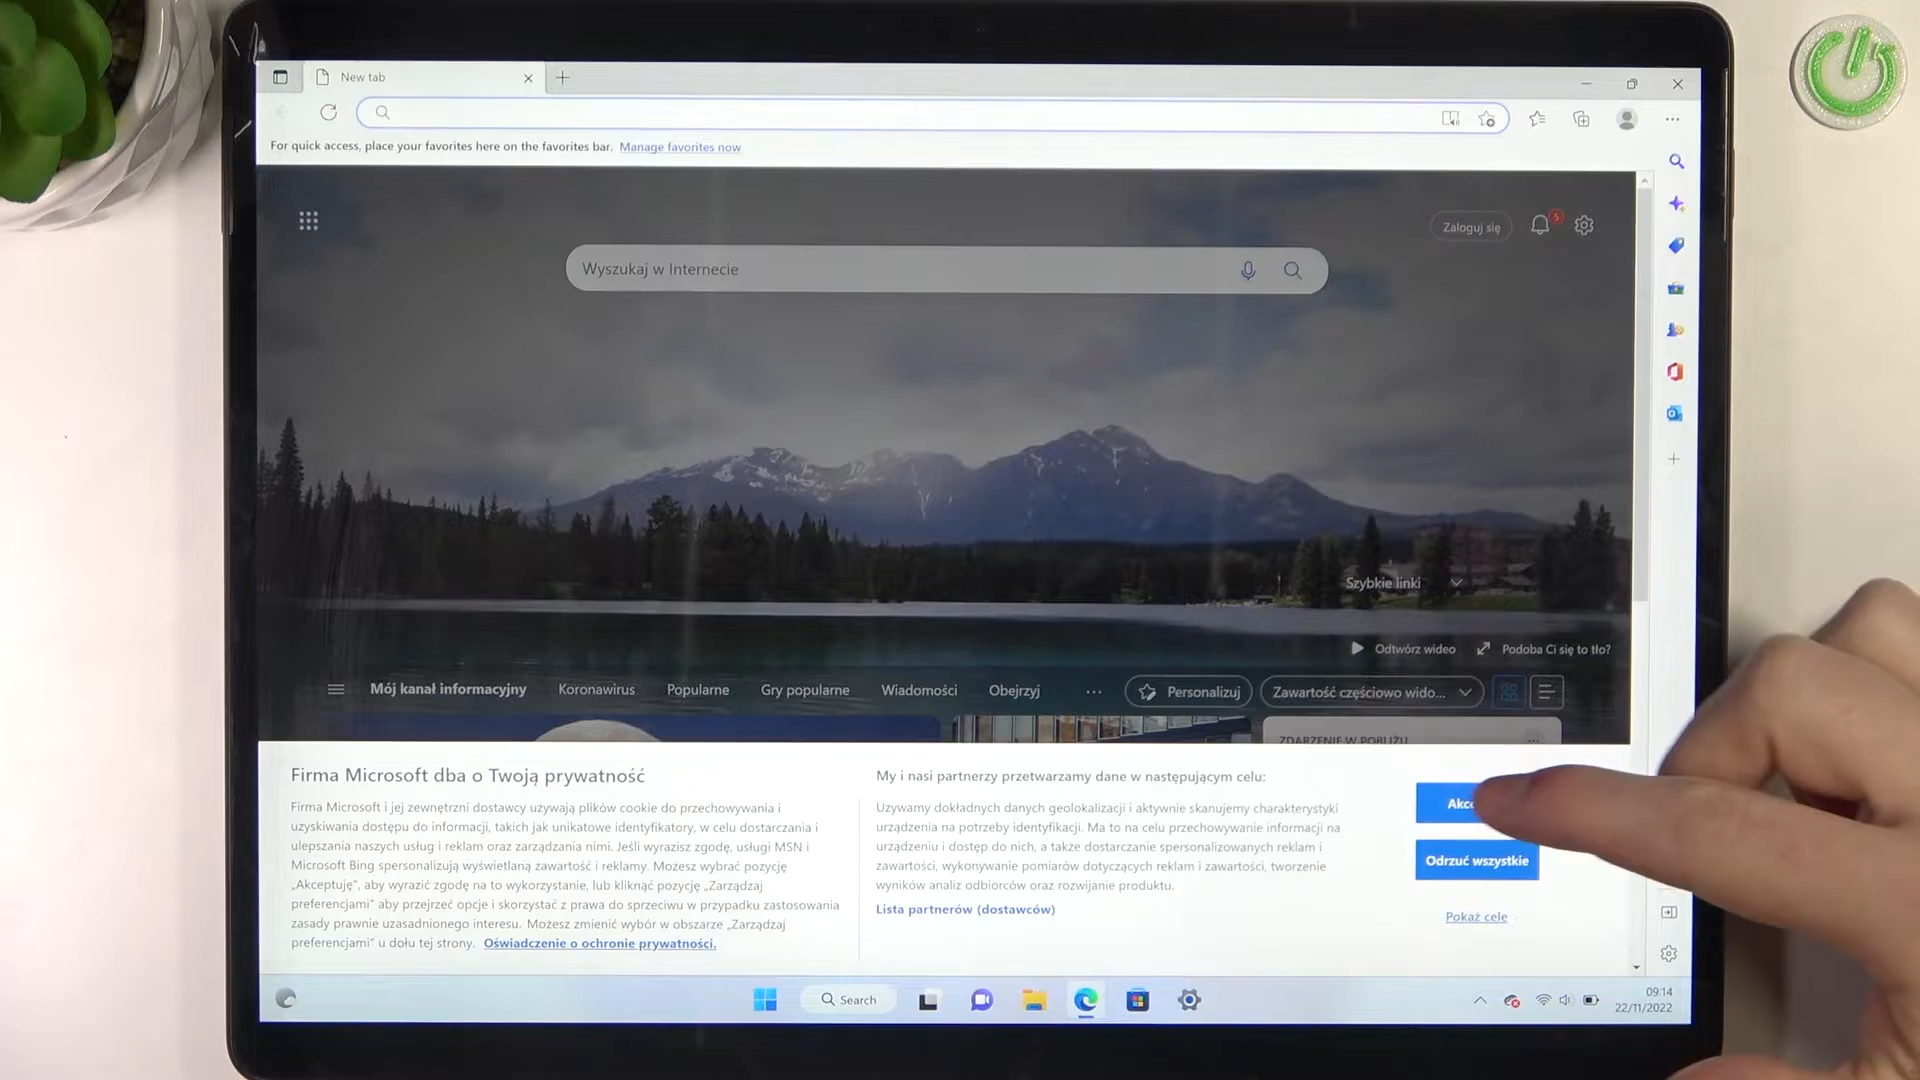 New tab
For quick access, place your favorites here on the favorites bar. Manage favorites now
Zaloguj się
5
Wyszukaj w Internecie
Szybkie linki
Odtwórz wideo Podoba Ci się to tło?
Mój kanał informacyjny Koronawirus Popularne Gry popularne Wiadomości Obejrzyj ... Personalizuj Zawartość częściowo wido...
ZDARZENIE W POBLIŻU
Firma Microsoft dba o Twoją prywatność
Firma Microsoft i jej zewnętrzni dostawcy używają plików cookie do przechowywania i
uzyskiwania dostępu do informacji, takich jak unikatowe identyfikatory, w celu dostarczania i
ulepszania naszych usług i reklam oraz zarządzania nimi. Jeśli wyrazisz zgodę, usługi MSN i
Microsoft Bing spersonalizują wyświetlaną zawartość i reklamy. Możesz wybrać pozycję
„Akceptuję”, aby wyrazić zgodę na to wykorzystanie, lub kliknąć pozycję „Zarządzaj
preferencjami” aby przejrzeć opcje i skorzystać z prawa do sprzeciwu w przypadku zastosowania
zasady prawnie uzasadnionego interesu. Możesz zmienić wybór w obszarze „Zarządzaj
preferencjami” u dołu tej strony. Oświadczenie o ochronie prywatności.
My i nasi partnerzy przetwarzamy dane w następującym celu:
Używamy dokładnych danych geolokalizacji i aktywnie skanujemy charakterystyki
urządzenia na potrzeby identyfikacji. Ma to na celu przechowywanie informacji na
urządzeniu i dostęp do nich, a także dostarczanie spersonalizowanych reklam i
zawartości, wykonywanie pomiarów dotyczących reklam i zawartości, tworzenie
wyników analiz odbiorców oraz rozwijanie produktu.
Lista partnerów (dostawców)
Odrzuć wszystkie
Pokaż cele
Search
09:14
22/11/2022